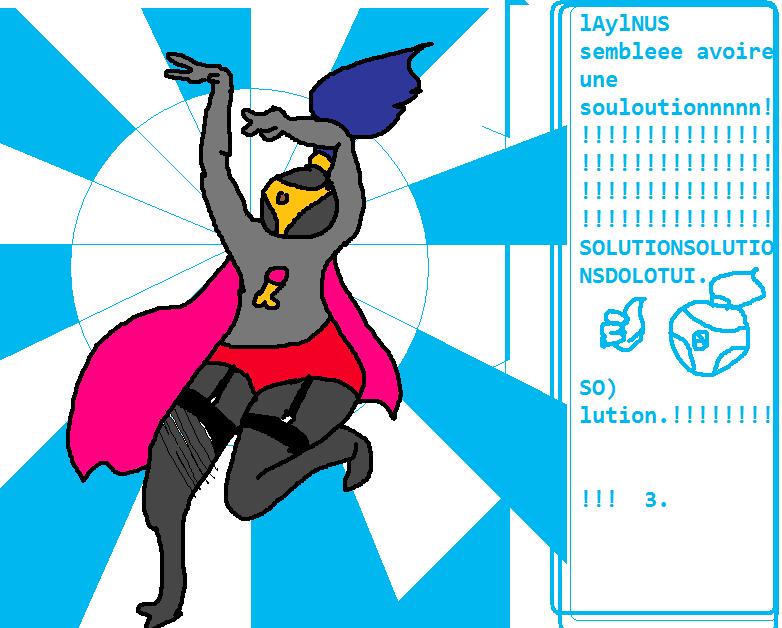 lAylNUS
sembleee avoire
une
souloutionnnnn!
!!!!!!!!!!!!!!!
!!!!!!!!!!!!!!!
!!!!!!!!!!!!!!!
!!!!!!!!!!!!!!!
SOLUTIONSOLUTIO
NSDOLOTUI.
SO)
lution.!!!!!!!!
!!! 3.